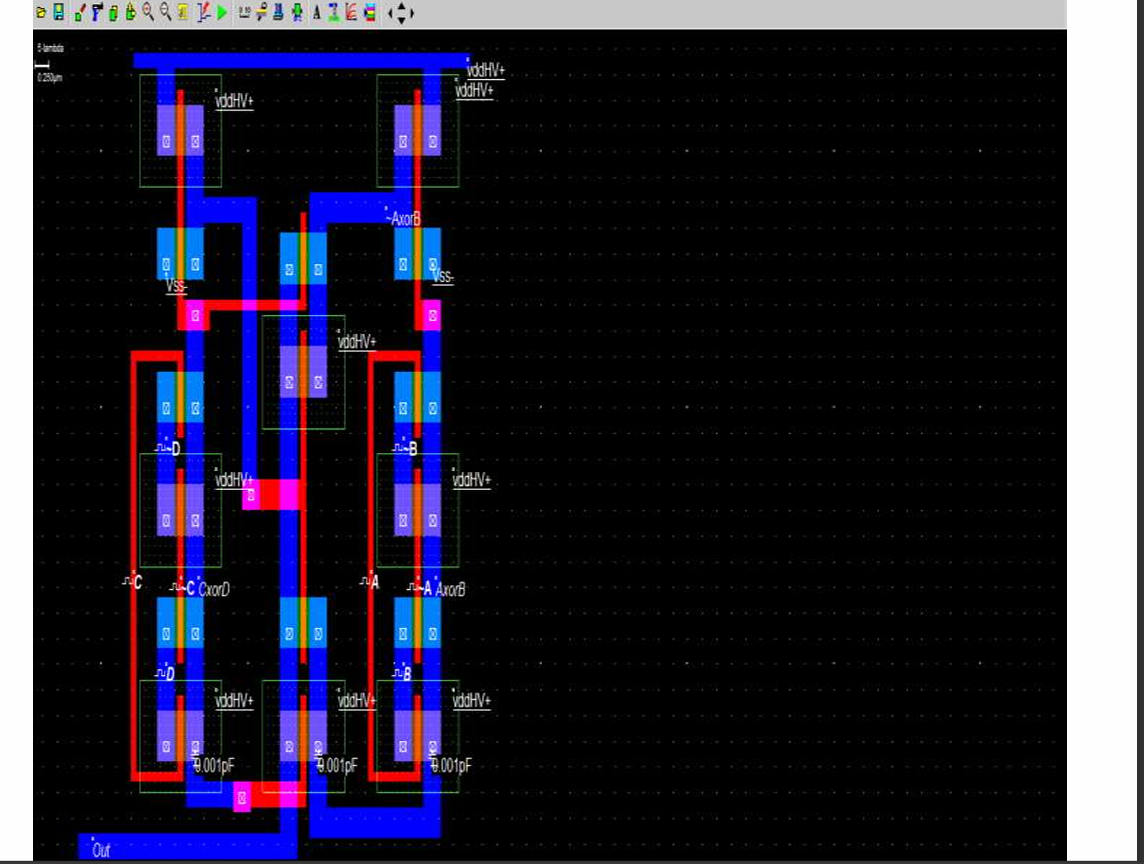 5 lambda
0.250µm
vddHV+
vddHV+
vddHV+
~AxorB
Vss-
Vss-
vddHV+
~D
~B
vddHV+
vddHV+
C
~C
CxorD
A
~A
AxorB
D
B
vddHV+
vddHV+
vddHV+
0.001pF
0.001pF
0.001pF
Out